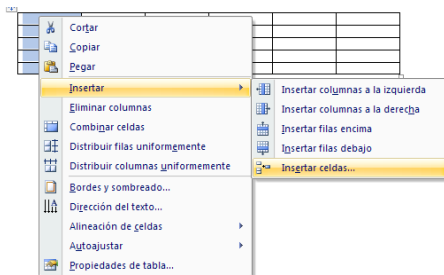 Cortar
Copiar
Pegar
Insertar
Eliminar columnas
Combinar celdas
Distribuir filas uniformemente
Distribuir columnas uniformemente
Bordes y sombreado...
Dirección del texto...
Alineación de celdas
Autoajustar
Propiedades de tabla...
Insertar columnas a la izquierda
Insertar columnas a la derecha
Insertar filas encima
Insertar filas debajo
Insertar celdas...